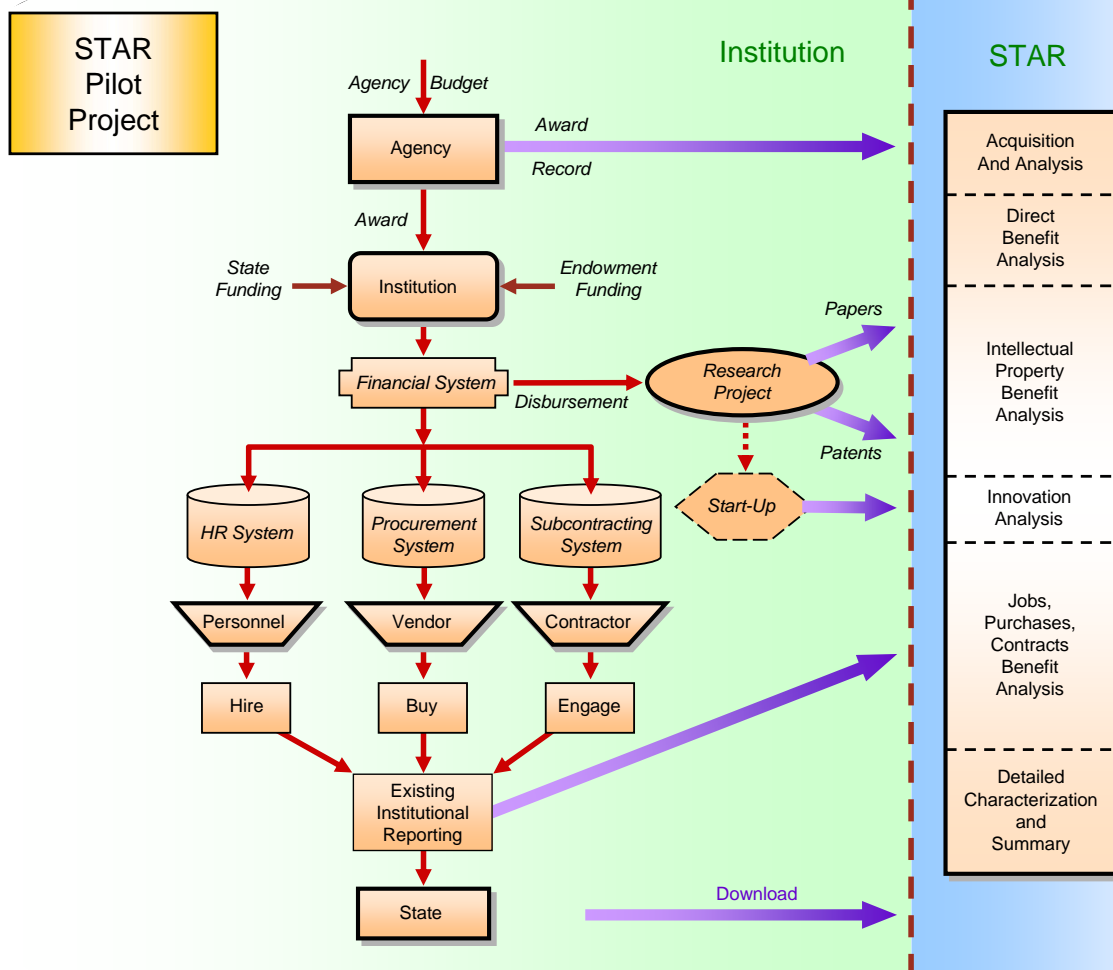 STAR
Pilot
Project
Institution
STAR
Agency Budget
Agency
Award
Record
Award
State
Funding
Institution
Endowment
Funding
Financial System
Disbursement
Research
Project
Papers
Patents
Start-Up
HR System
Procurement
System
Subcontracting
System
Personnel
Vendor
Contractor
Hire
Buy
Engage
Existing
Institutional
Reporting
State
Download
Acquisition
And Analysis
Direct
Benefit
Analysis
Intellectual
Property
Benefit
Analysis
Innovation
Analysis
Jobs,
Purchases,
Contracts
Benefit
Analysis
Detailed
Characterization
and
Summary